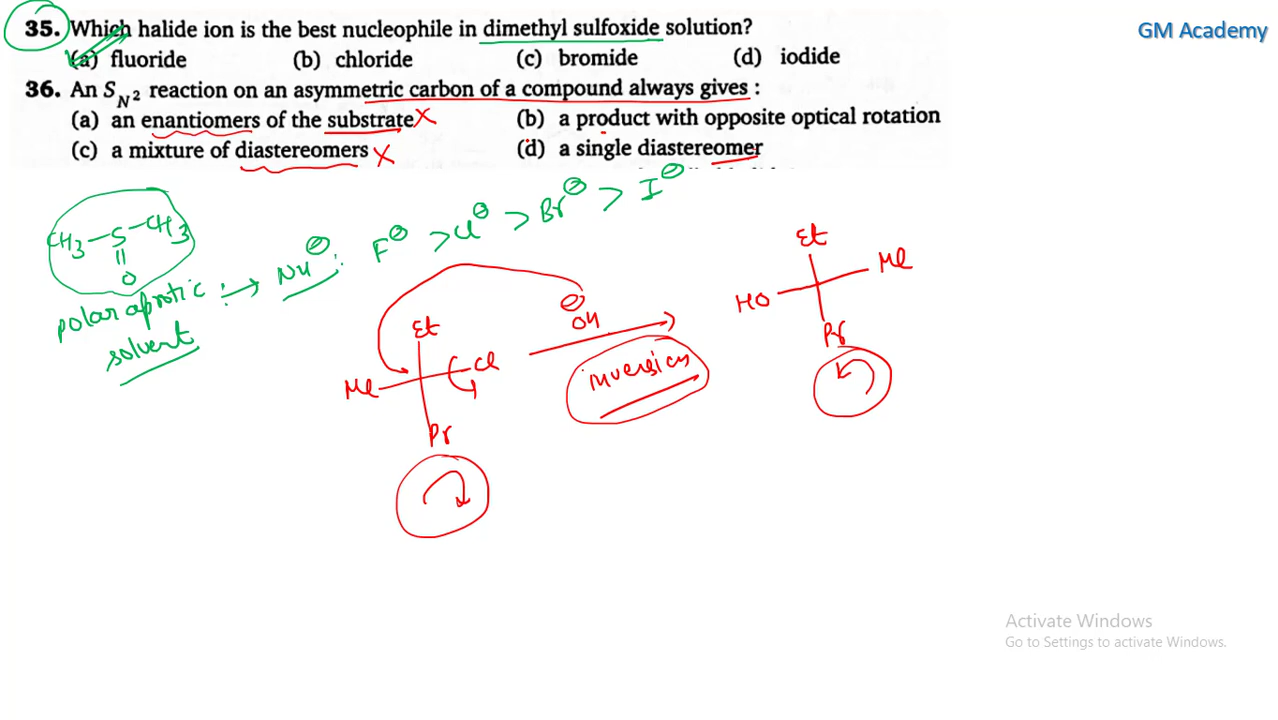 35. Which halide ion is the best nucleophile in dimethyl sulfoxide solution?
GM Academy
(a) fluoride (b) chloride (c) bromide (d) iodide
36. An SN2 reaction on an asymmetric carbon of a compound always gives :
(a) an enantiomers of the substrate X (b) a product with opposite optical rotation
(c) a mixture of diastereomers X (d) a single diastereomer
CH3-S-CH3
O
polar aprotic
solvent
:→ Nu⊖: F⊖ > Cl⊖ > Br⊖ > I⊖
Et
Me Cl
Pr
⊖
OH
inversion
Et
HO Me
Pr
Activate Windows
Go to Settings to activate Windows.